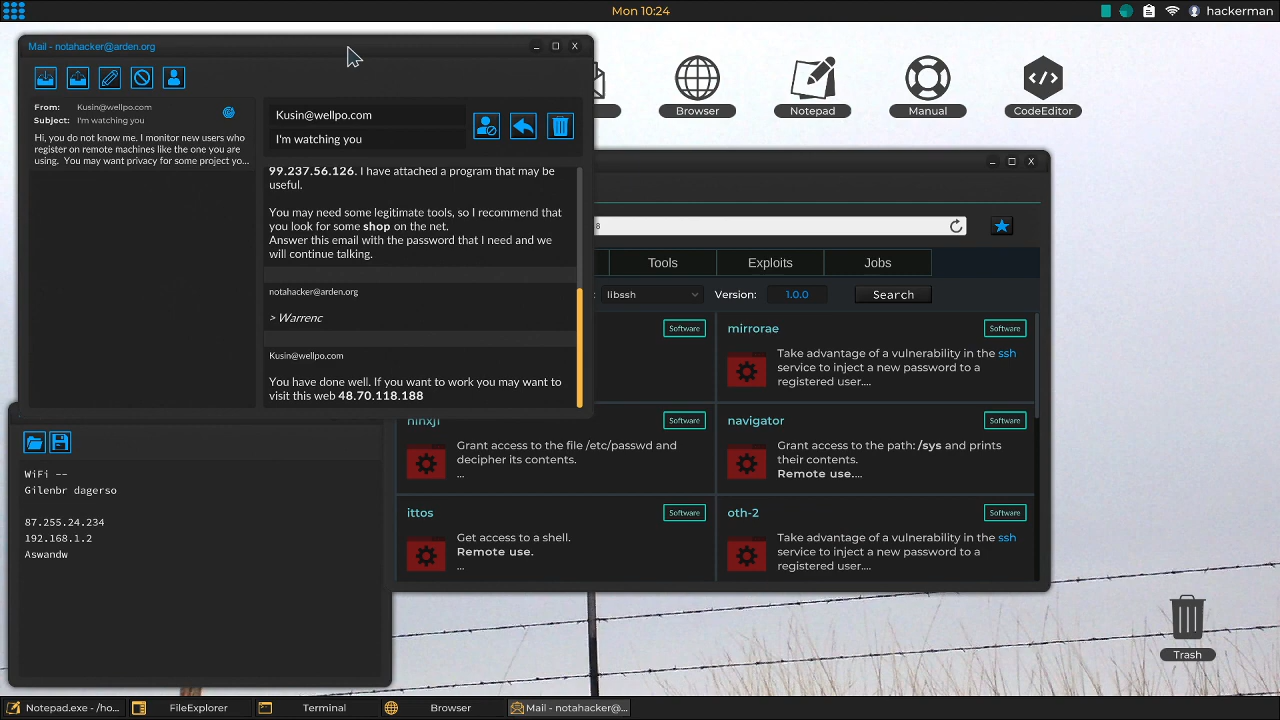 Mon 10:24
hackerman
Mail - notahacker@arden.org
From: Kusin@wellpo.com
Subject: I'm watching you
Hi, you do not know me. I monitor new users who
register on remote machines like the one you are
using. You may want privacy for some project yo...
Kusin@wellpo.com
I'm watching you
99.237.56.126. I have attached a program that may be
useful.
You may need some legitimate tools, so I recommend that
you look for some shop on the net.
Answer this email with the password that I need and we
will continue talking.
notahacker@arden.org
> Warrenc
Kusin@wellpo.com
You have done well. If you want to work you may want to
visit this web 48.70.118.188
Browser
Notepad
Manual
CodeEditor
8
Tools
Exploits
Jobs
: libssh
Version: 1.0.0
Search
Software
mirrorae
Software
Take advantage of a vulnerability in the ssh
service to inject a new password to a
registered user....
ninxji
Software
Grant access to the file /etc/passwd and
decipher its contents.
...
navigator
Software
Grant access to the path: /sys and prints
their contents.
Remote use....
ittos
Software
Get access to a shell.
Remote use.
...
oth-2
Software
Take advantage of a vulnerability in the ssh
service to inject a new password to a
registered user....
WiFi --
Gilenbr dagerso
87.255.24.234
192.168.1.2
Aswandw
Trash
Notepad.exe - /ho...
FileExplorer
Terminal
Browser
Mail - notahacker@...